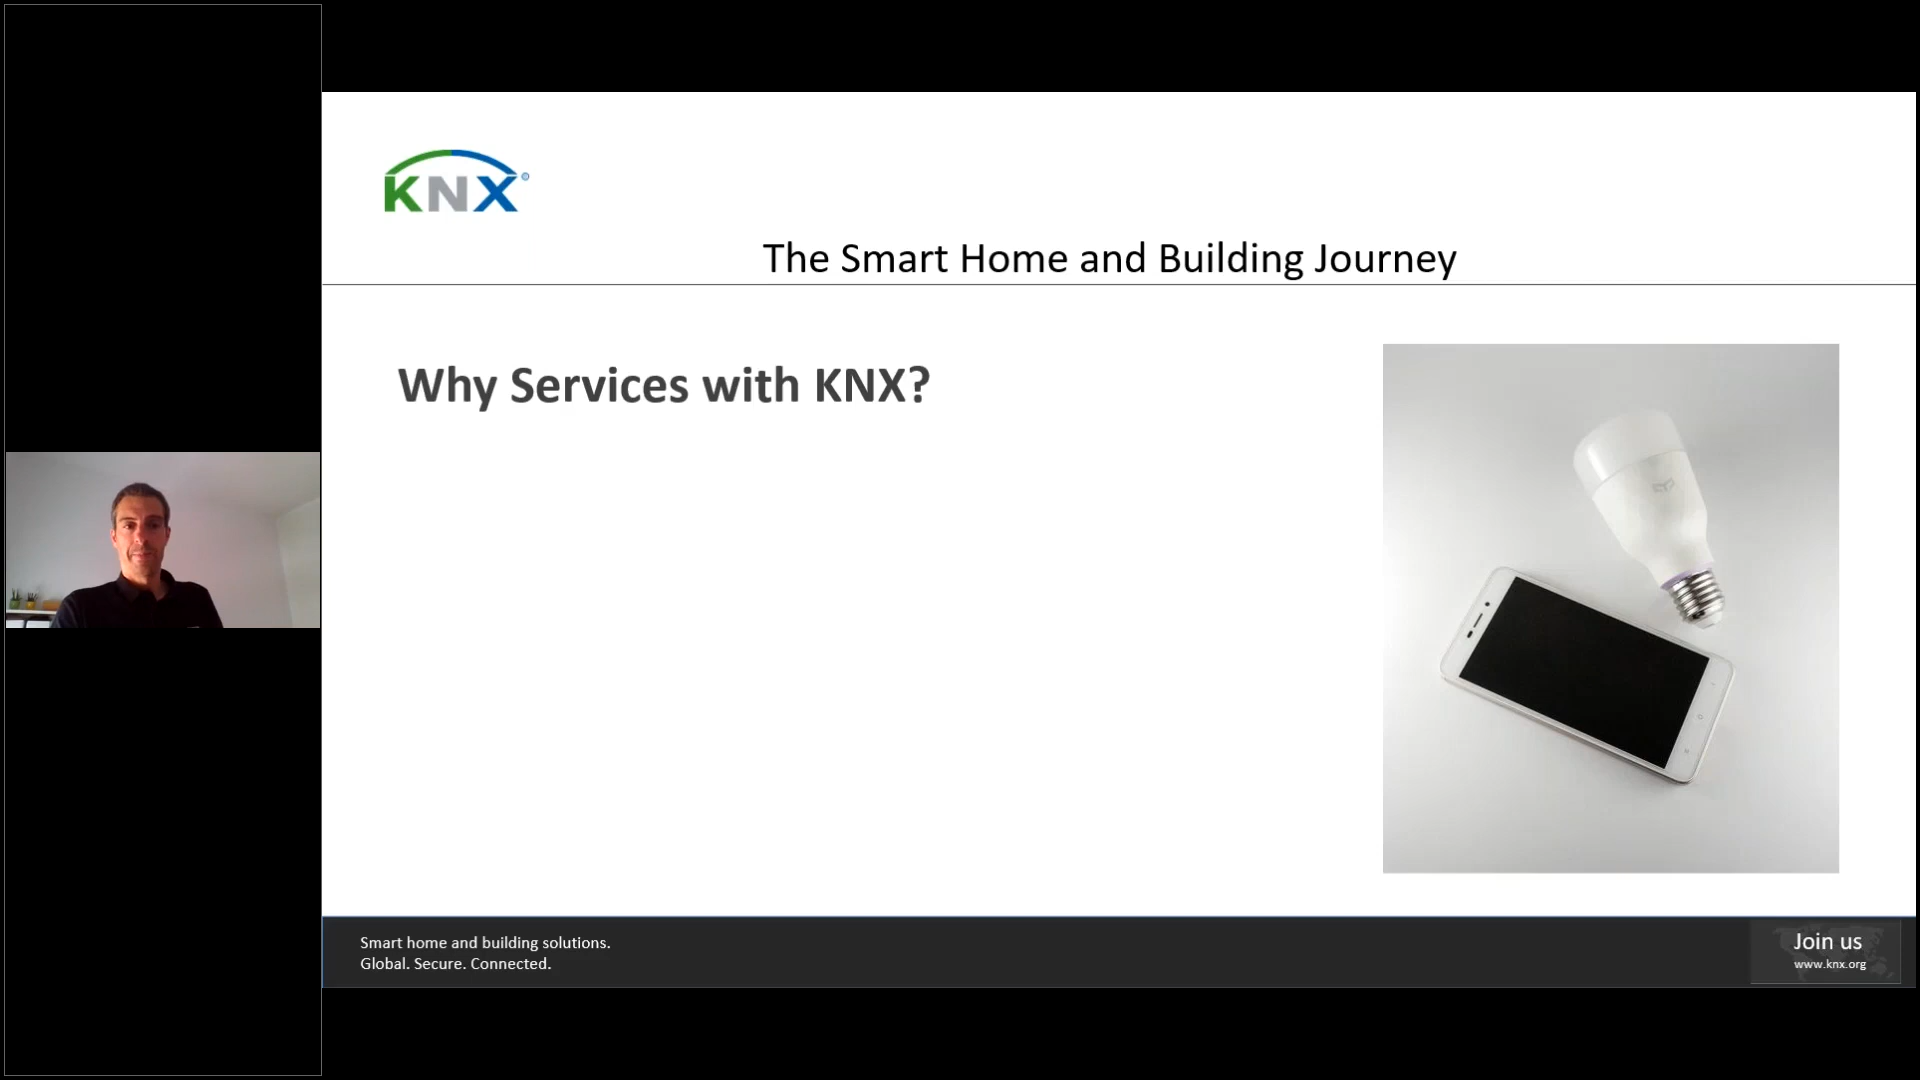 KNX
The Smart Home and Building Journey
Why Services with KNX?
Smart home and building solutions.
Global. Secure. Connected.
Join us
www.knx.org